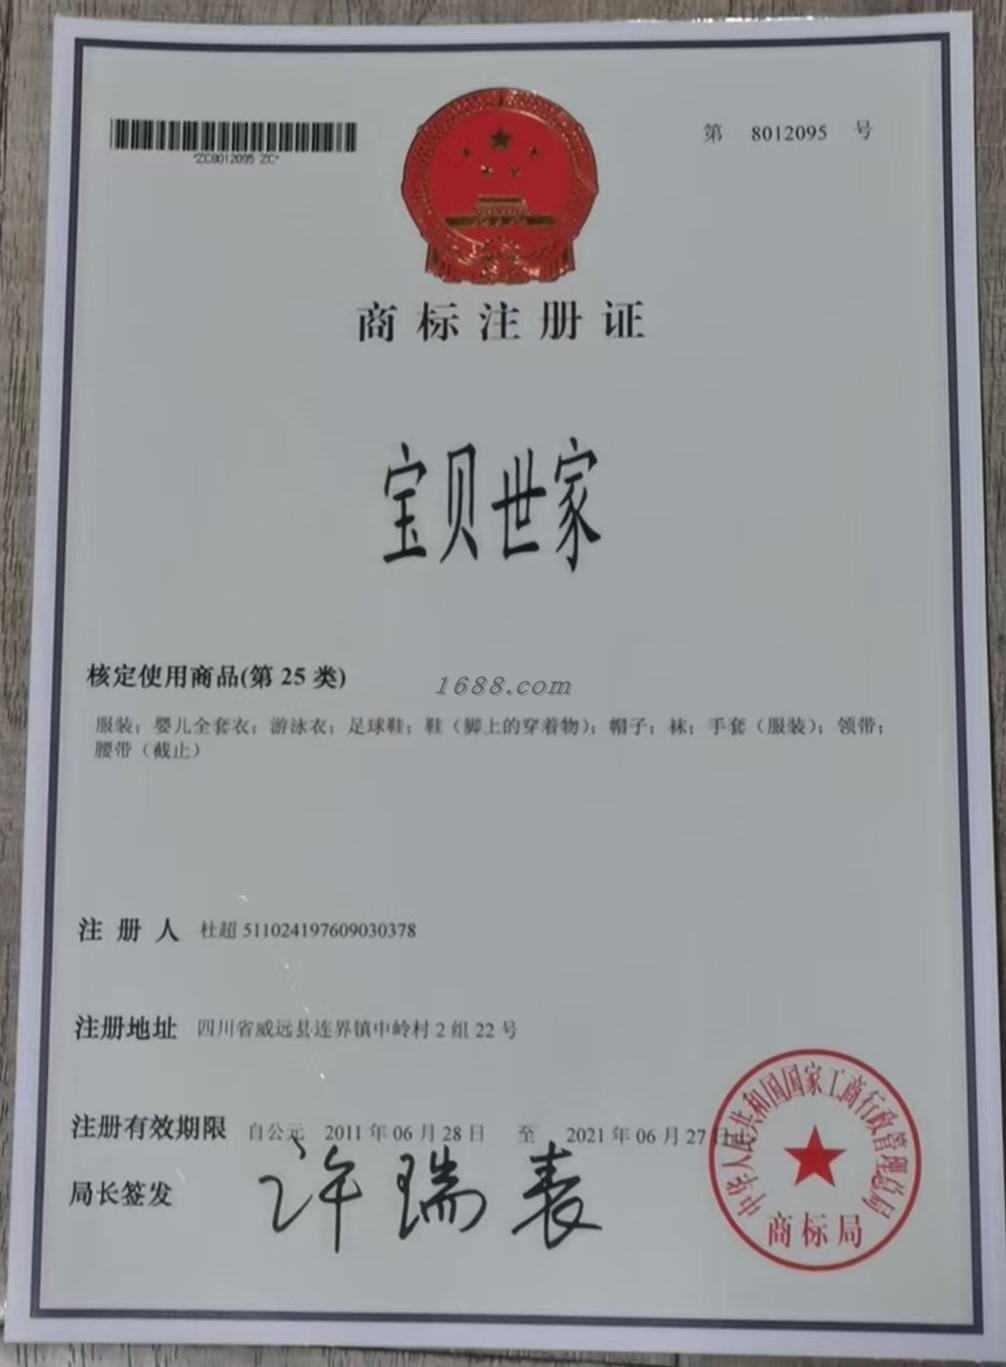 第 8012095 号
*ZC8012095 ZC*
商标注册证
宝贝世家
核定使用商品(第 25 类)
1688.com
服装；婴儿全套衣；游泳衣；足球鞋；鞋（脚上的穿着物）；帽子；袜；手套（服装）；领带；
腰带（截止）
注册人 杜超 511024197609030378
注册地址 四川省威远县连界镇中岭村 2 组 22 号
注册有效期限 自公元 2011 年 06 月 28 日 至 2021 年 06 月 27 日
局长签发 许瑞表
中华人民共和国国家工商行政管理总局
商标局